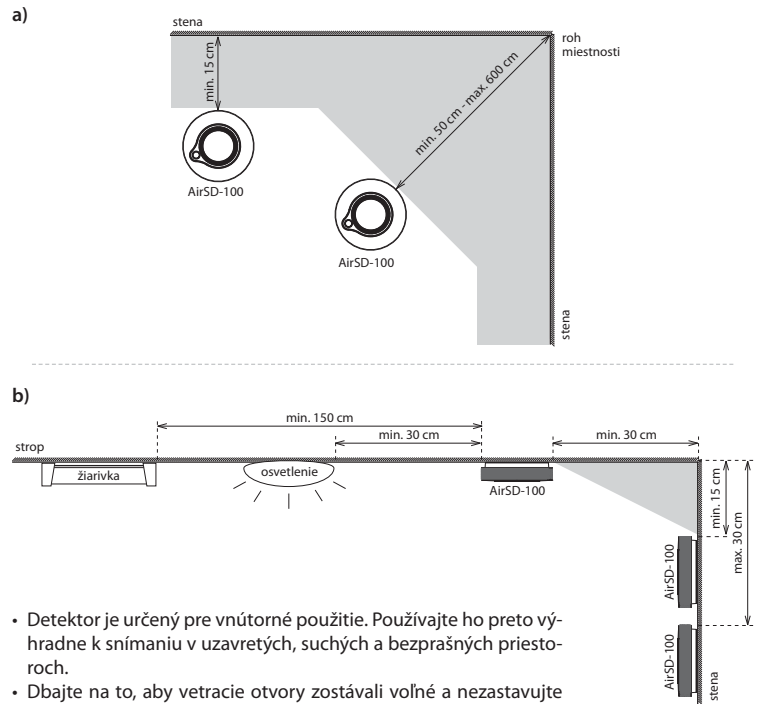 a)
stena
roh
miestnosti
min. 15 cm
min. 50 cm - max. 600 cm
AirSD-100
AirSD-100
stena
b)
min. 150 cm
min. 30 cm
min. 30 cm
strop
žiarivka
osvetlenie
AirSD-100
min. 15 cm
max. 30 cm
AirSD-100
AirSD-100
stena
• Detektor je určený pre vnútorné použitie. Používajte ho preto vý-
hradne k snímaniu v uzavretých, suchých a bezprašných priesto-
roch.
• Dbajte na to, aby vetracie otvory zostávali voľné a nezastavujte